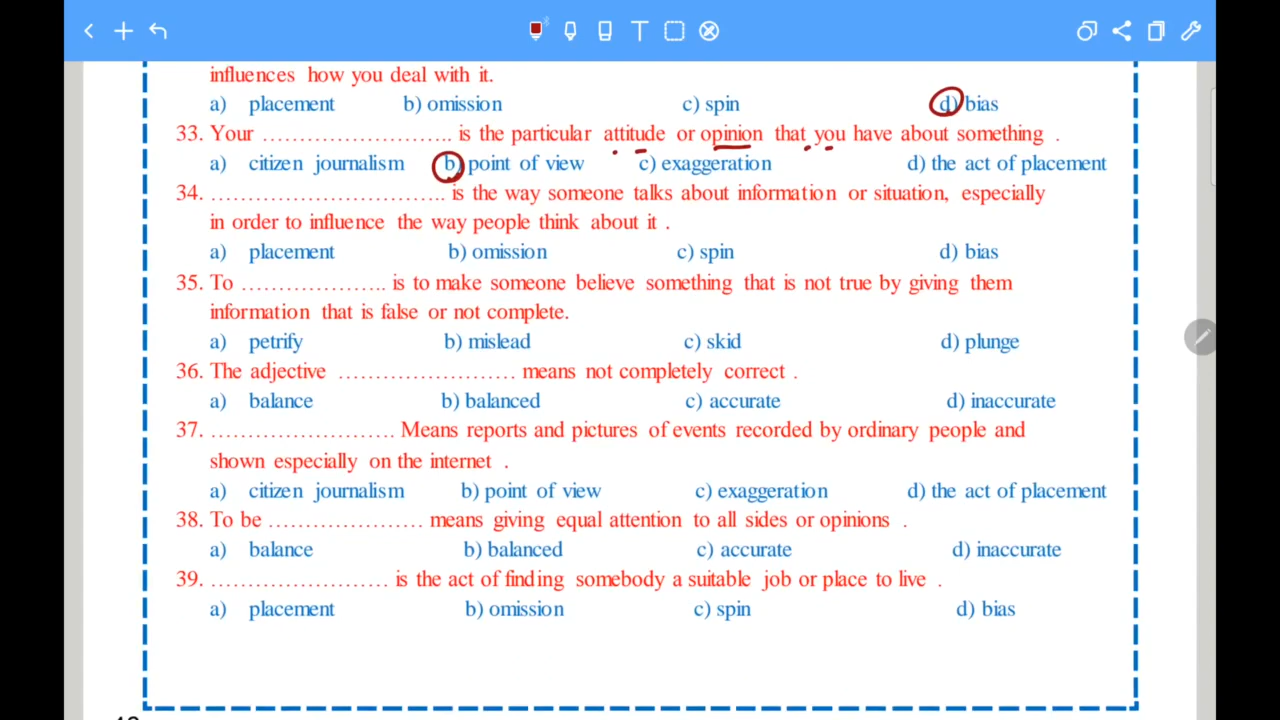 T
influences how you deal with it.
a) placement b) omission c) spin d) bias
33. Your ……………………….. is the particular attitude or opinion that you have about something .
a) citizen journalism b) point of view c) exaggeration d) the act of placement
34. ………………………….. is the way someone talks about information or situation, especially
in order to influence the way people think about it .
a) placement b) omission c) spin d) bias
35. To ……………….. is to make someone believe something that is not true by giving them
information that is false or not complete.
a) petrify b) mislead c) skid d) plunge
36. The adjective …………………… means not completely correct .
a) balance b) balanced c) accurate d) inaccurate
37. ……………………. Means reports and pictures of events recorded by ordinary people and
shown especially on the internet .
a) citizen journalism b) point of view c) exaggeration d) the act of placement
38. To be ………………… means giving equal attention to all sides or opinions .
a) balance b) balanced c) accurate d) inaccurate
39. …………………… is the act of finding somebody a suitable job or place to live .
a) placement b) omission c) spin d) bias